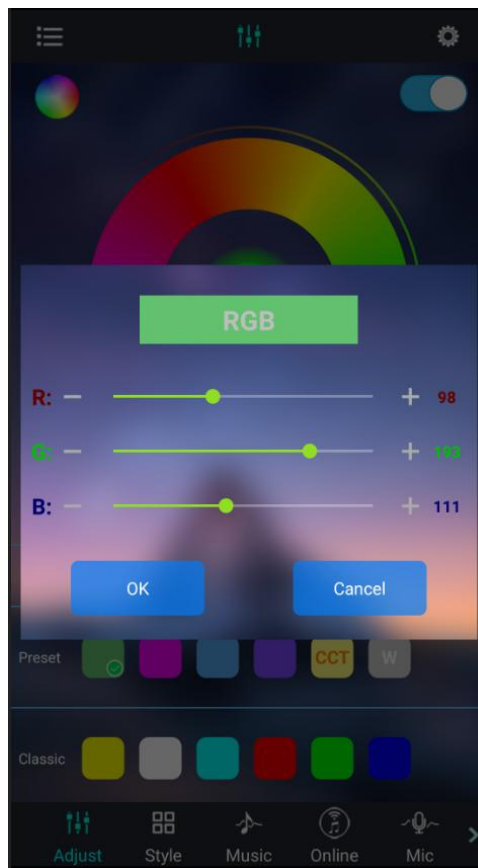 RGB
R: − + 98
G: − + 193
B: − + 111
OK Cancel
Preset CCT W
Classic
Adjust Style Music Online Mic